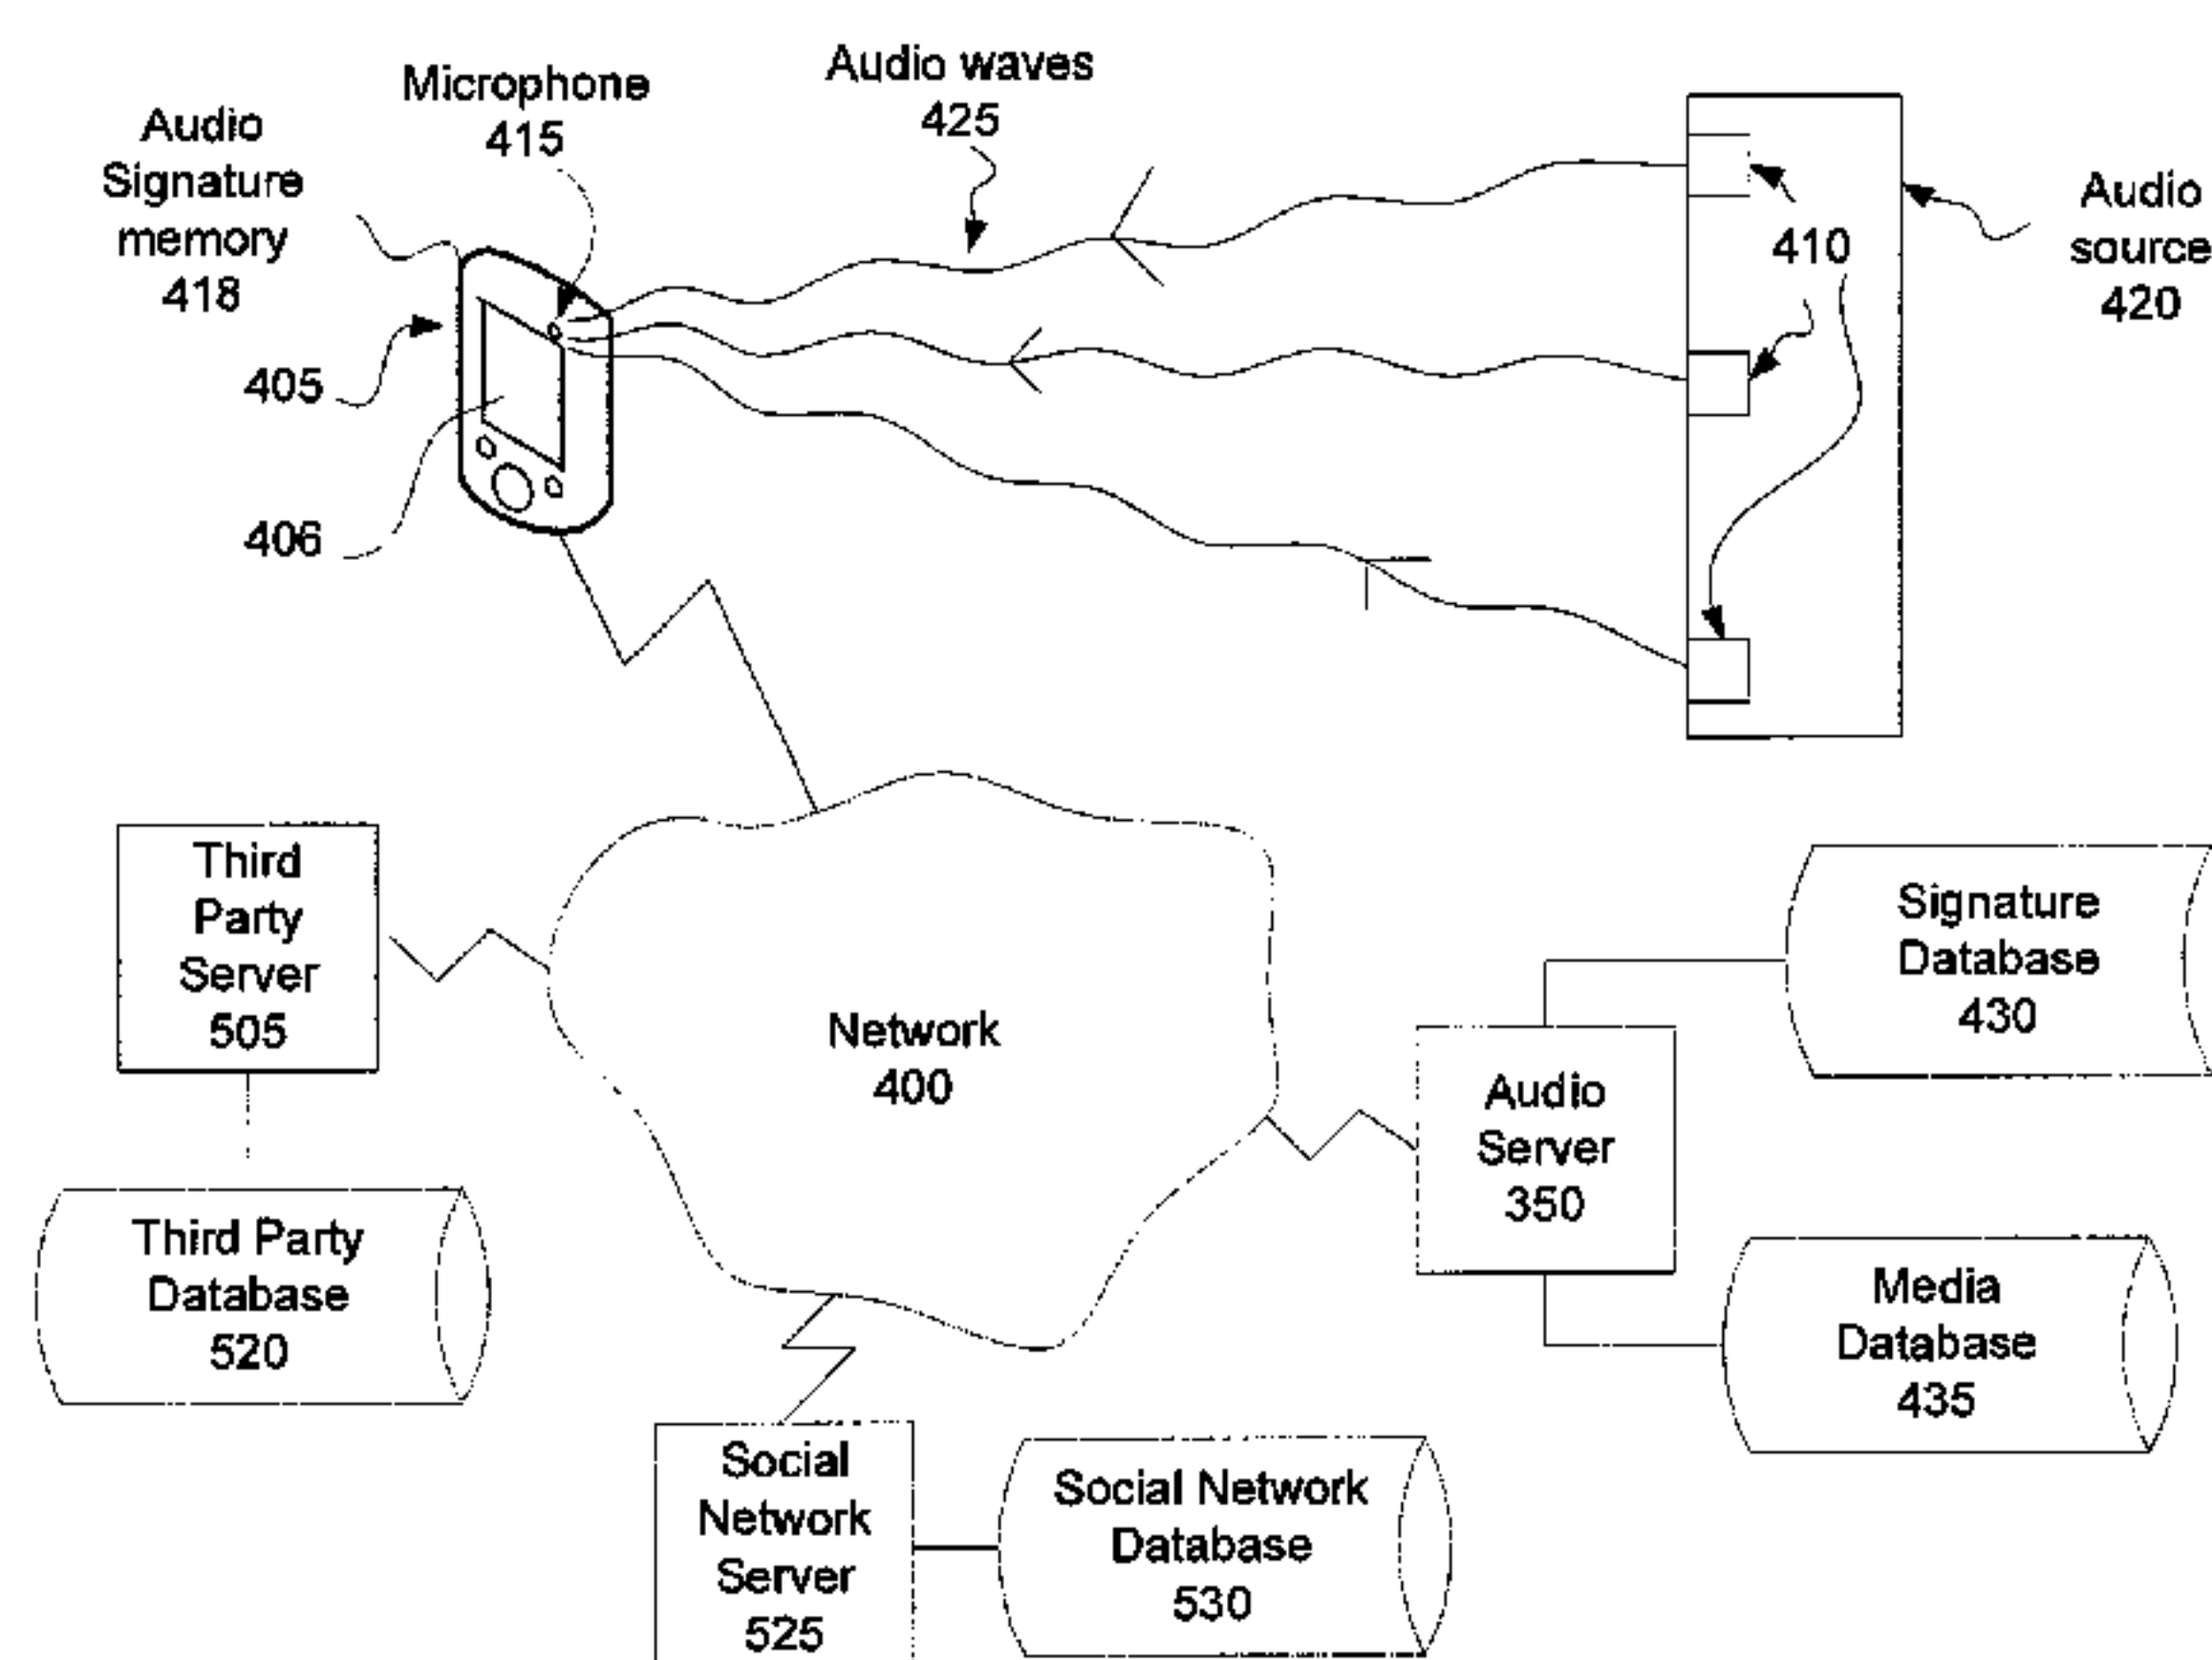 Audio
Signature
memory
418
Microphone
415
Audio waves
425
410
Audio
source
420
405
406
Third
Party
Server
505
Network
400
Signature
Database
430
Audio
Server
350
Third Party
Database
520
Media
Database
435
Social
Network
Server
525
Social Network
Database
530